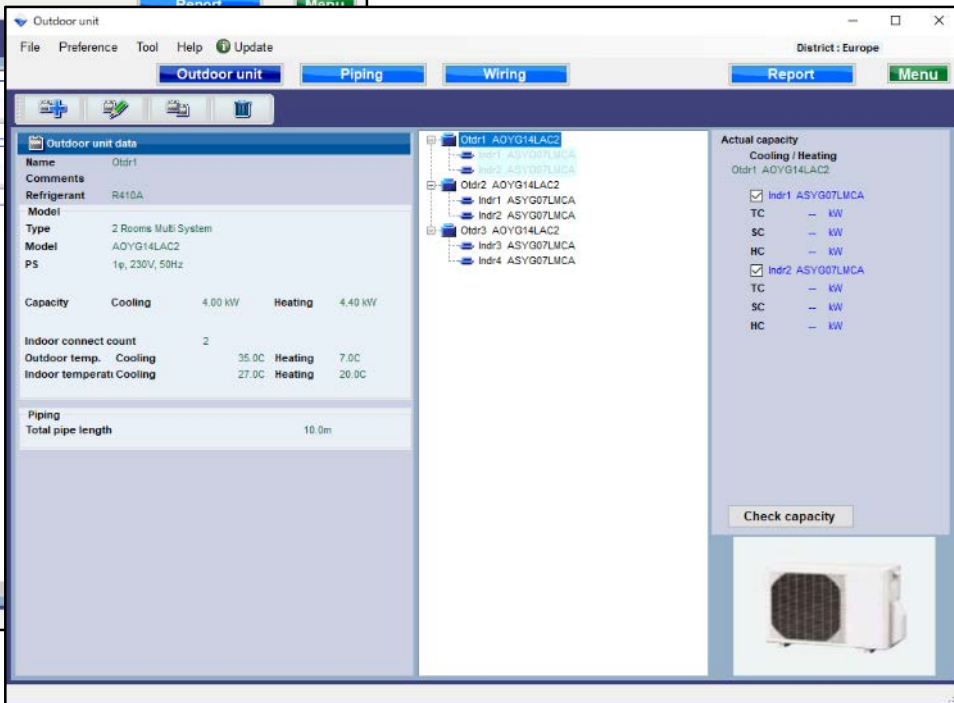 Report Menu
Outdoor unit
File Preference Tool Help Update District : Europe
Outdoor unit Piping Wiring Report Menu
Outdoor unit data
Name Otdr1
Comments
Refrigerant R410A
Model
Type 2 Rooms Multi System
Model AOYG14LAC2
PS 1φ, 230V, 50Hz
Capacity Cooling 4.00 kW Heating 4.40 kW
Indoor connect count 2
Outdoor temp. Cooling 35.0C Heating 7.0C
Indoor temperati Cooling 27.0C Heating 20.0C
Piping
Total pipe length 10.0m
Otdr1 AOYG14LAC2
Indr1 ASYG07LMCA
Indr2 ASYG07LMCA
Otdr2 AOYG14LAC2
Indr1 ASYG07LMCA
Indr2 ASYG07LMCA
Otdr3 AOYG14LAC2
Indr3 ASYG07LMCA
Indr4 ASYG07LMCA
Actual capacity
Cooling / Heating
Otdr1 AOYG14LAC2
Indr1 ASYG07LMCA
TC -- kW
SC -- kW
HC -- kW
Indr2 ASYG07LMCA
TC -- kW
SC -- kW
HC -- kW
Check capacity